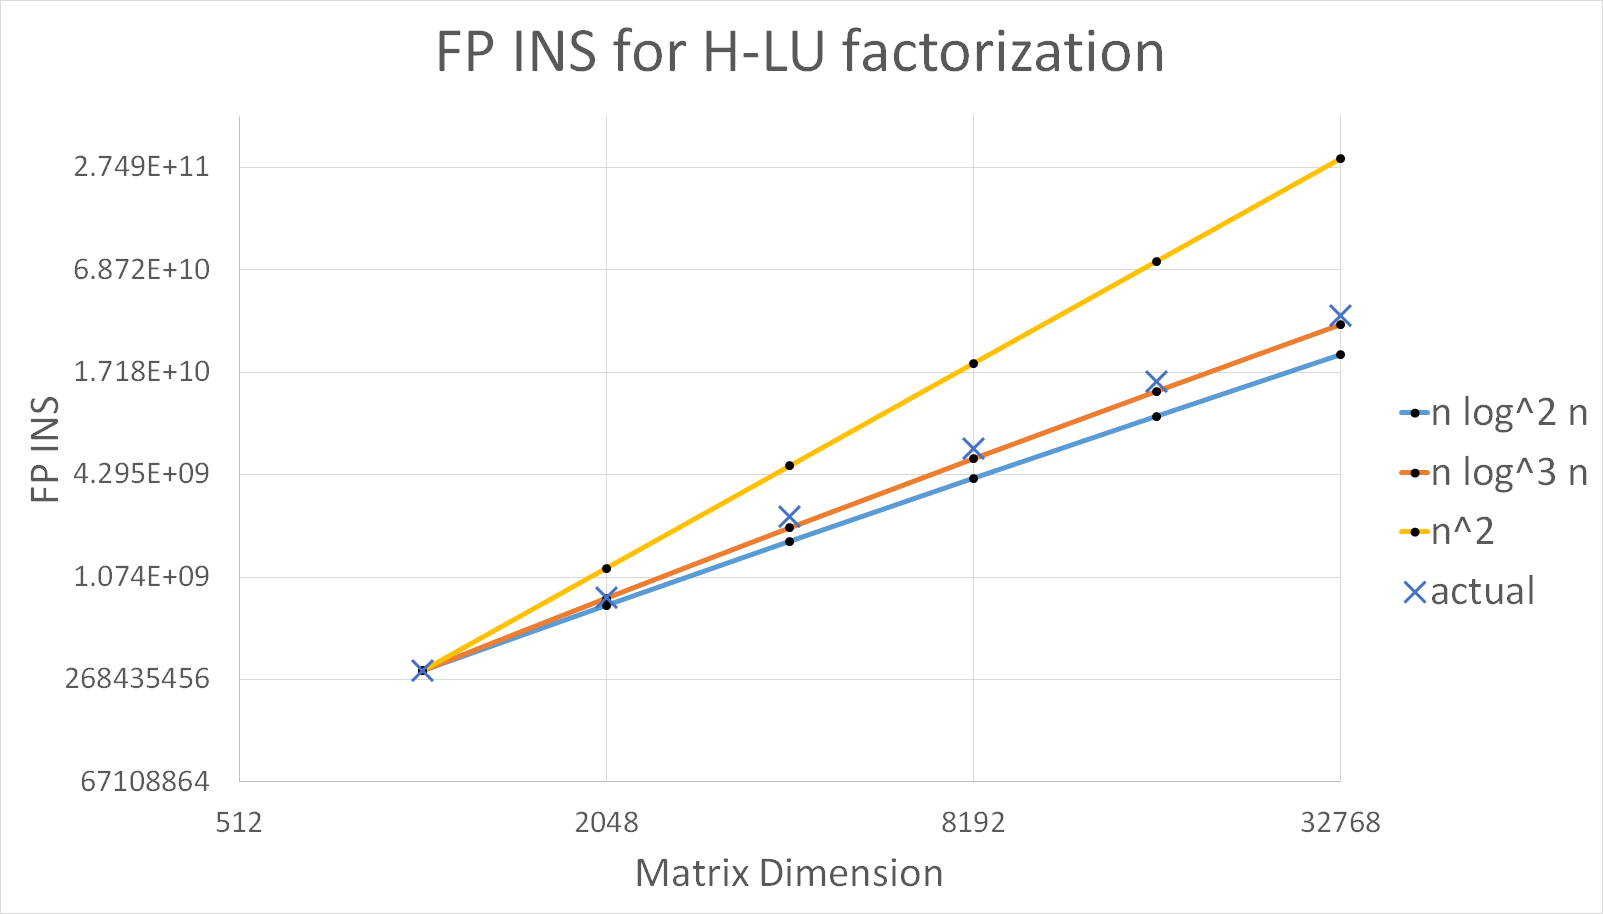 FP INS for H-LU factorization
2.749E+11
6.872E+10
1.718E+10
4.295E+09
1.074E+09
268435456
67108864
FP INS
512 2048 8192 32768
Matrix Dimension
n log^2 n
n log^3 n
n^2
actual